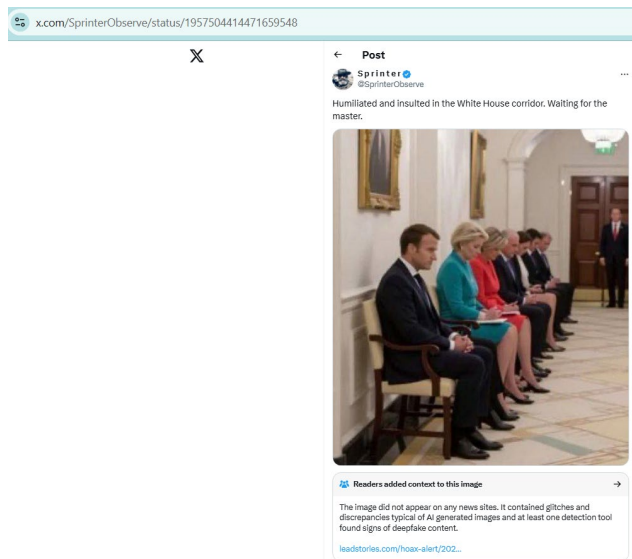 x.com/SprinterObserve/status/1957504414471659548
Post
Sprinter
@SprinterObserve
Humiliated and insulted in the White House corridor. Waiting for the
master.
Readers added context to this image
The image did not appear on any news sites. It contained glitches and
discrepancies typical of AI generated images and at least one detection tool
found signs of deepfake content.
leadstories.com/hoax-alert/202...